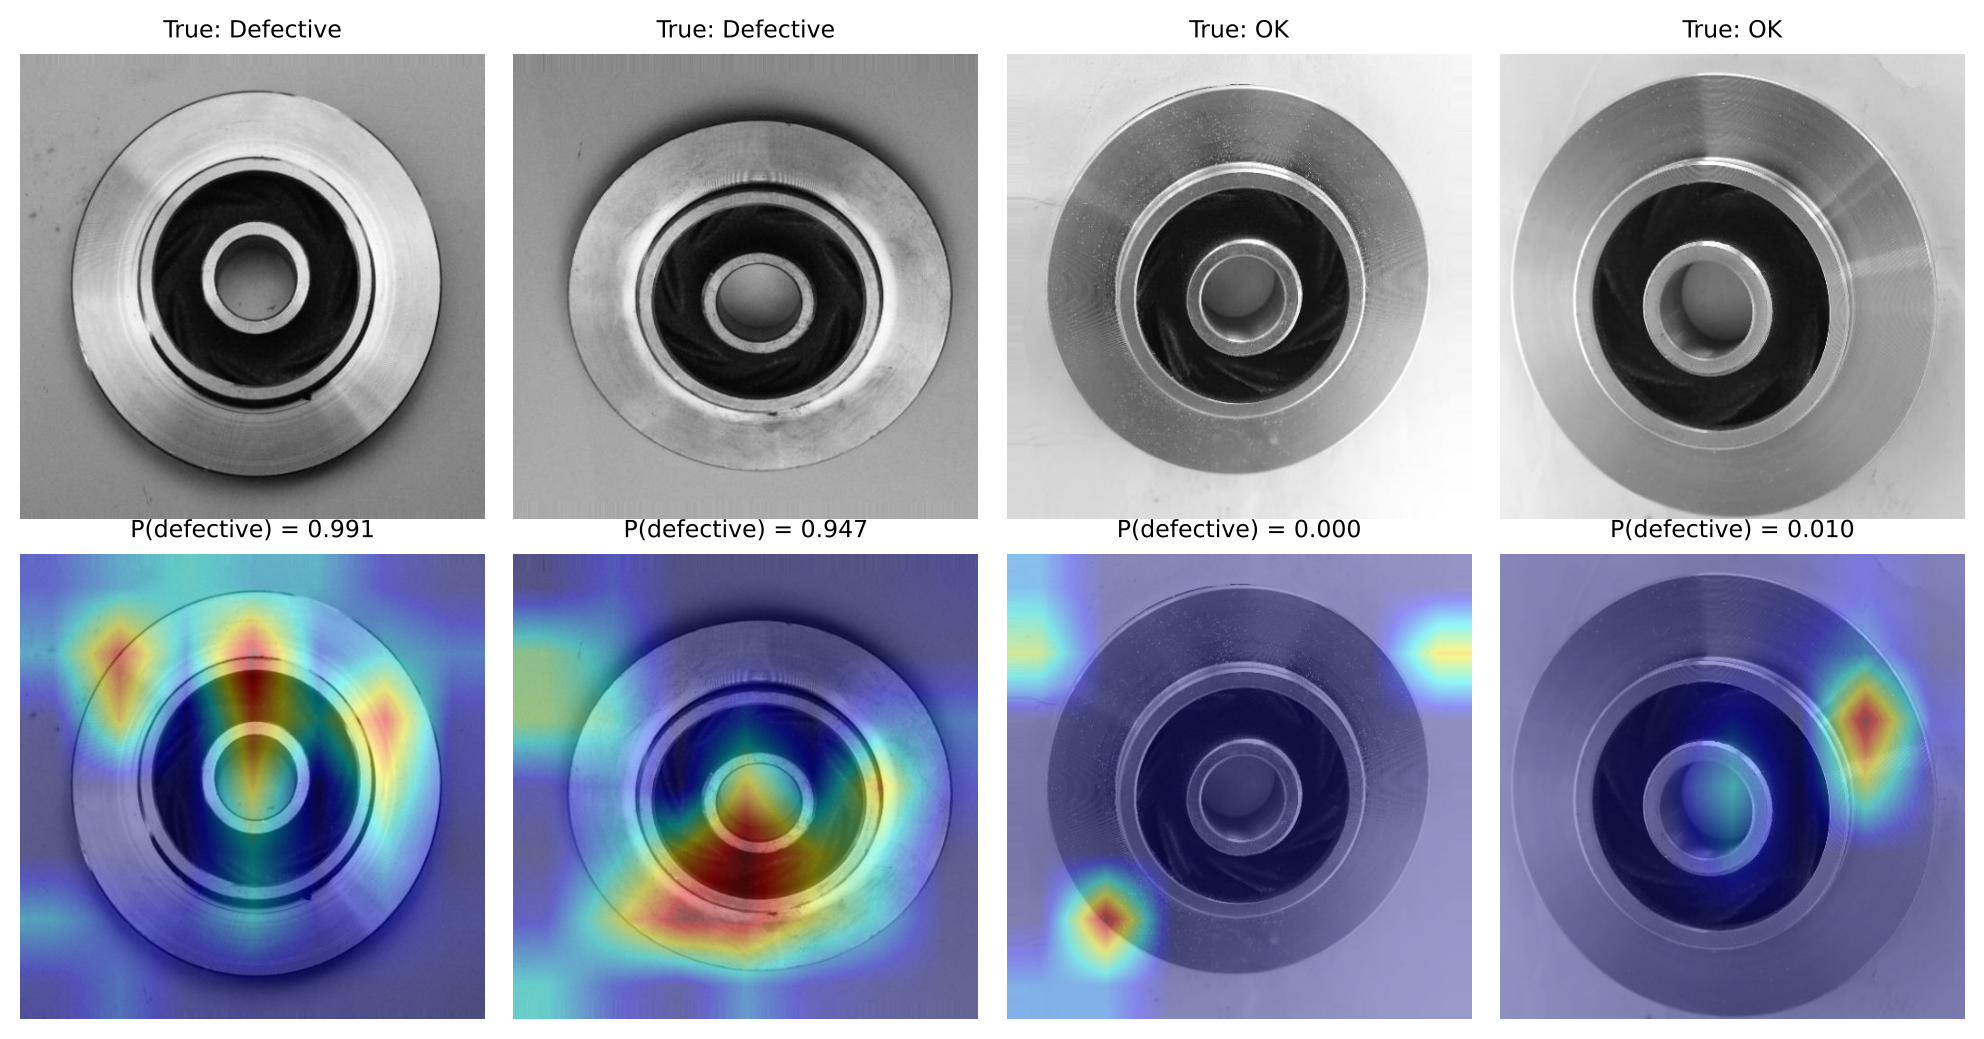 True: Defective
True: Defective
True: OK
True: OK
P(defective) = 0.991
P(defective) = 0.947
P(defective) = 0.000
P(defective) = 0.010